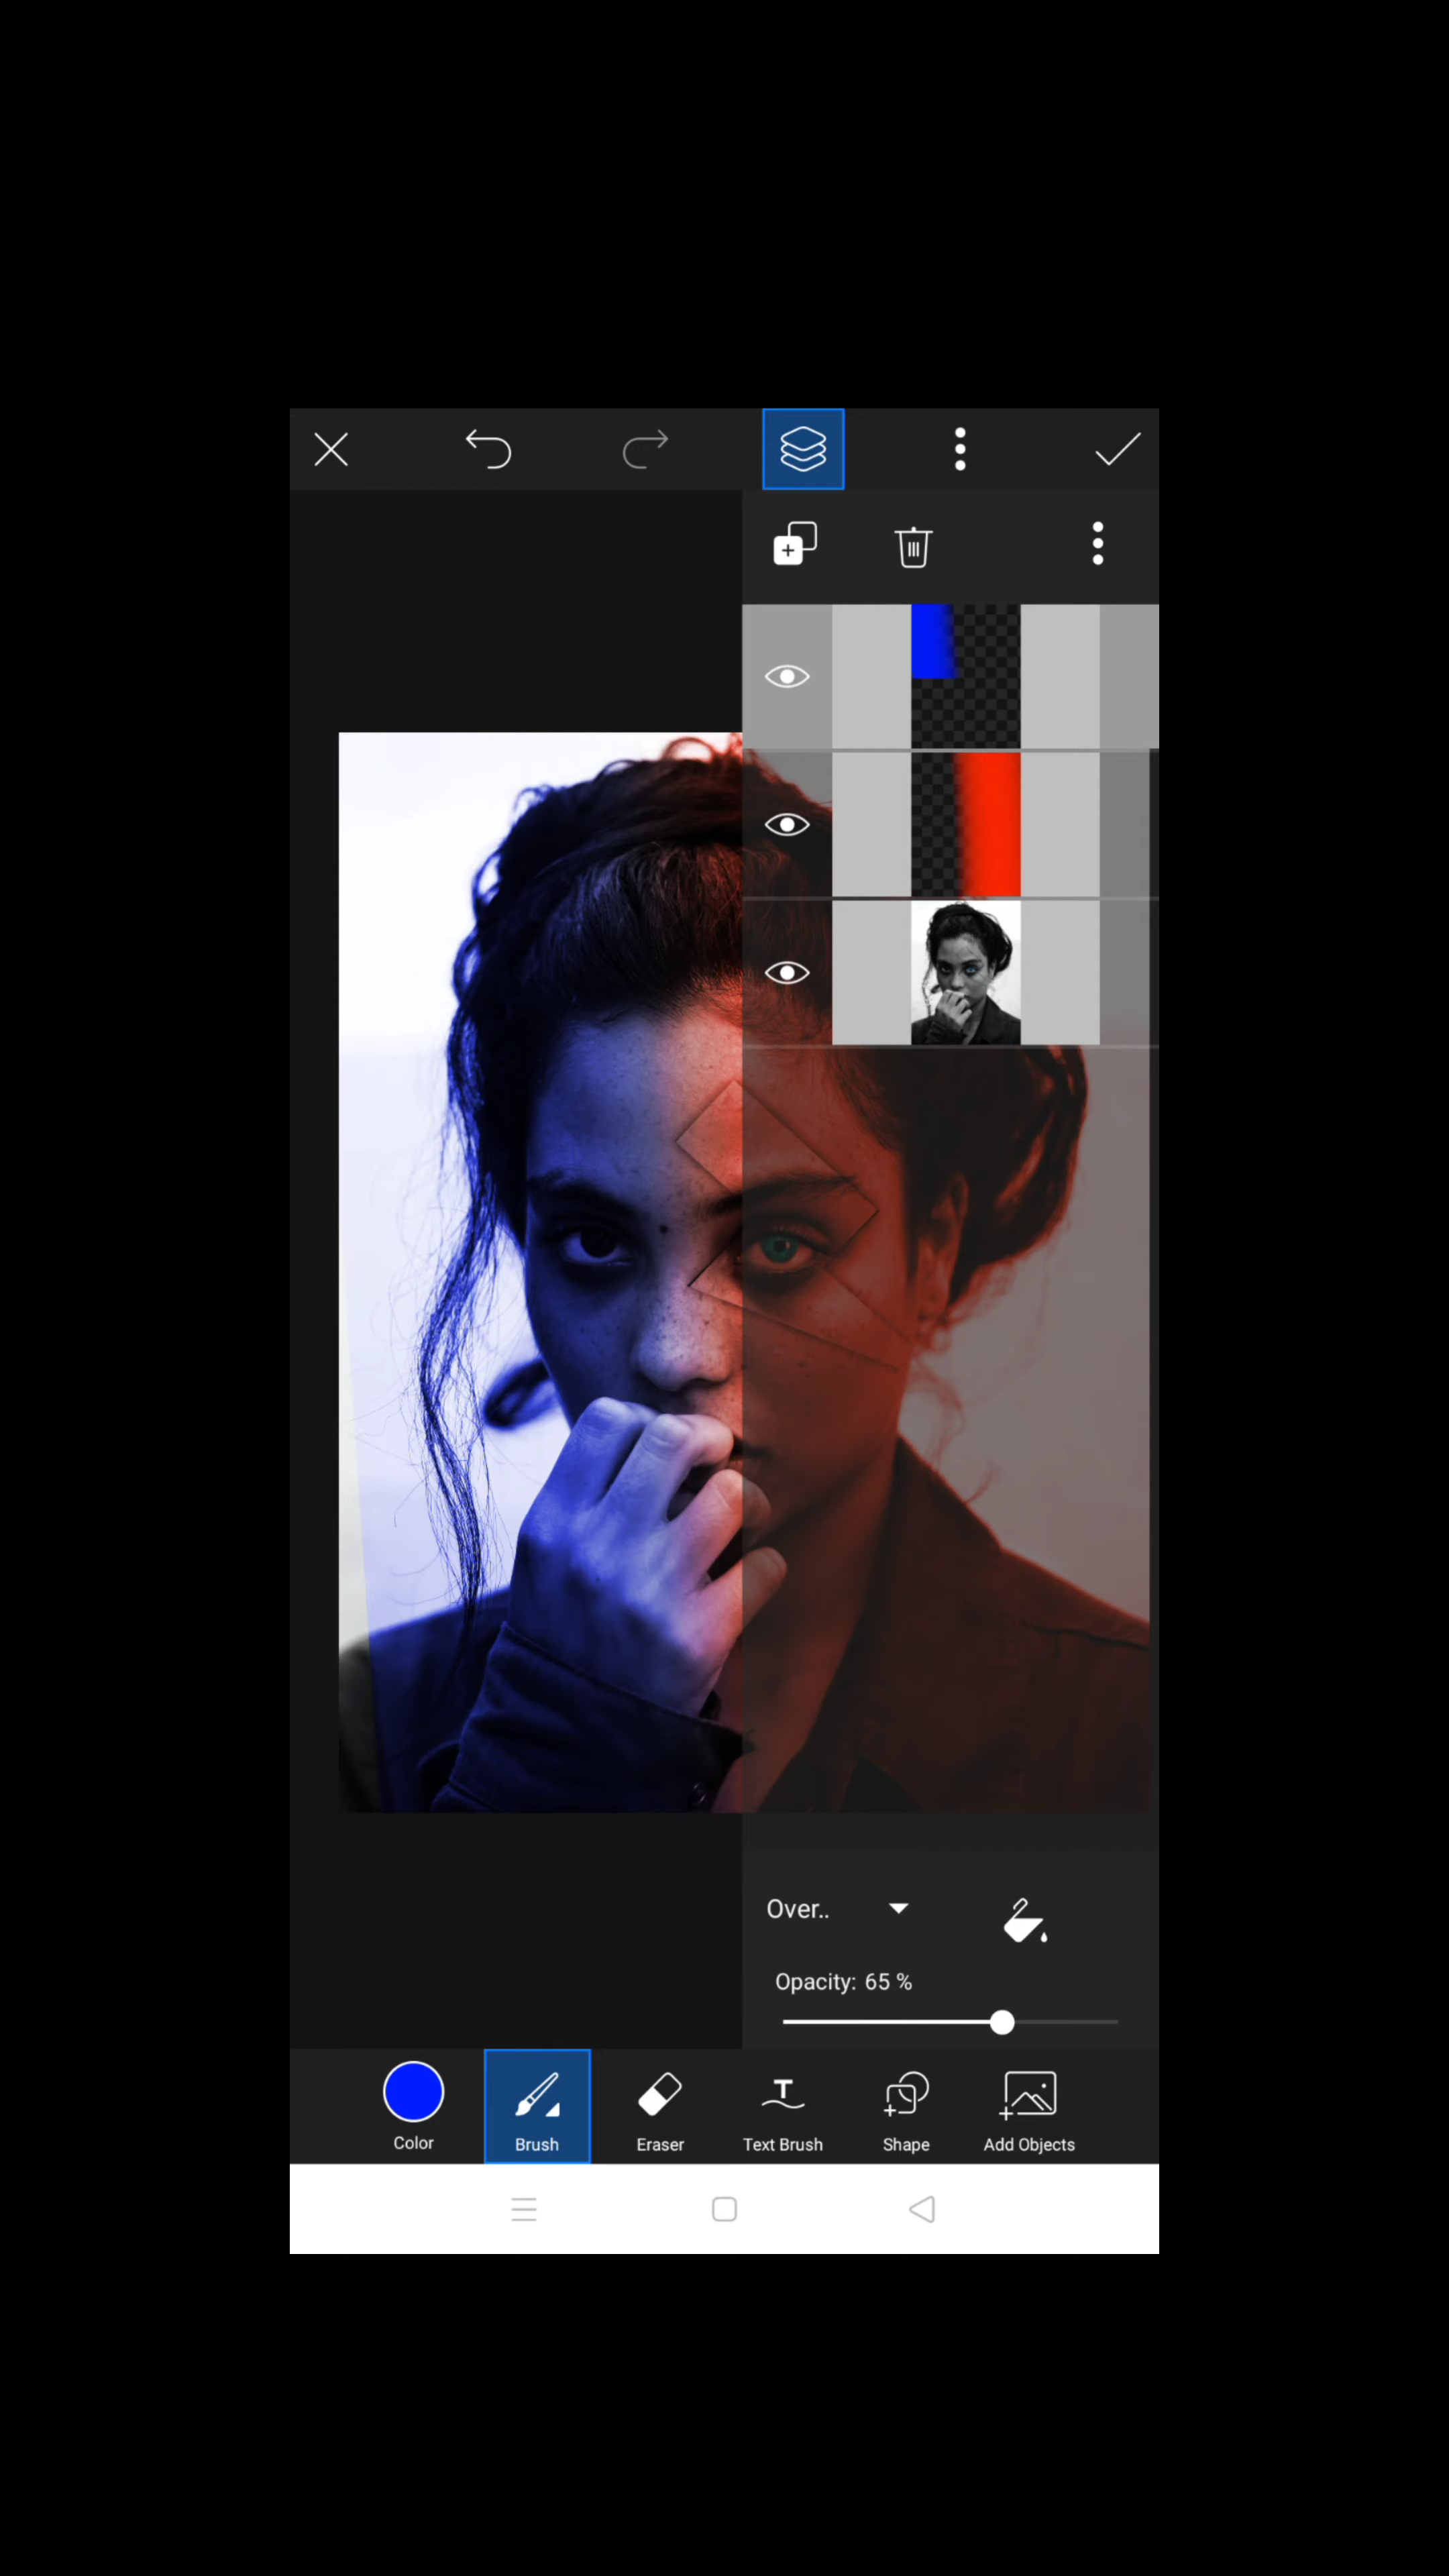 Over..
Opacity: 65 %
Color
Brush
Eraser
T
Text Brush
Shape
Add Objects